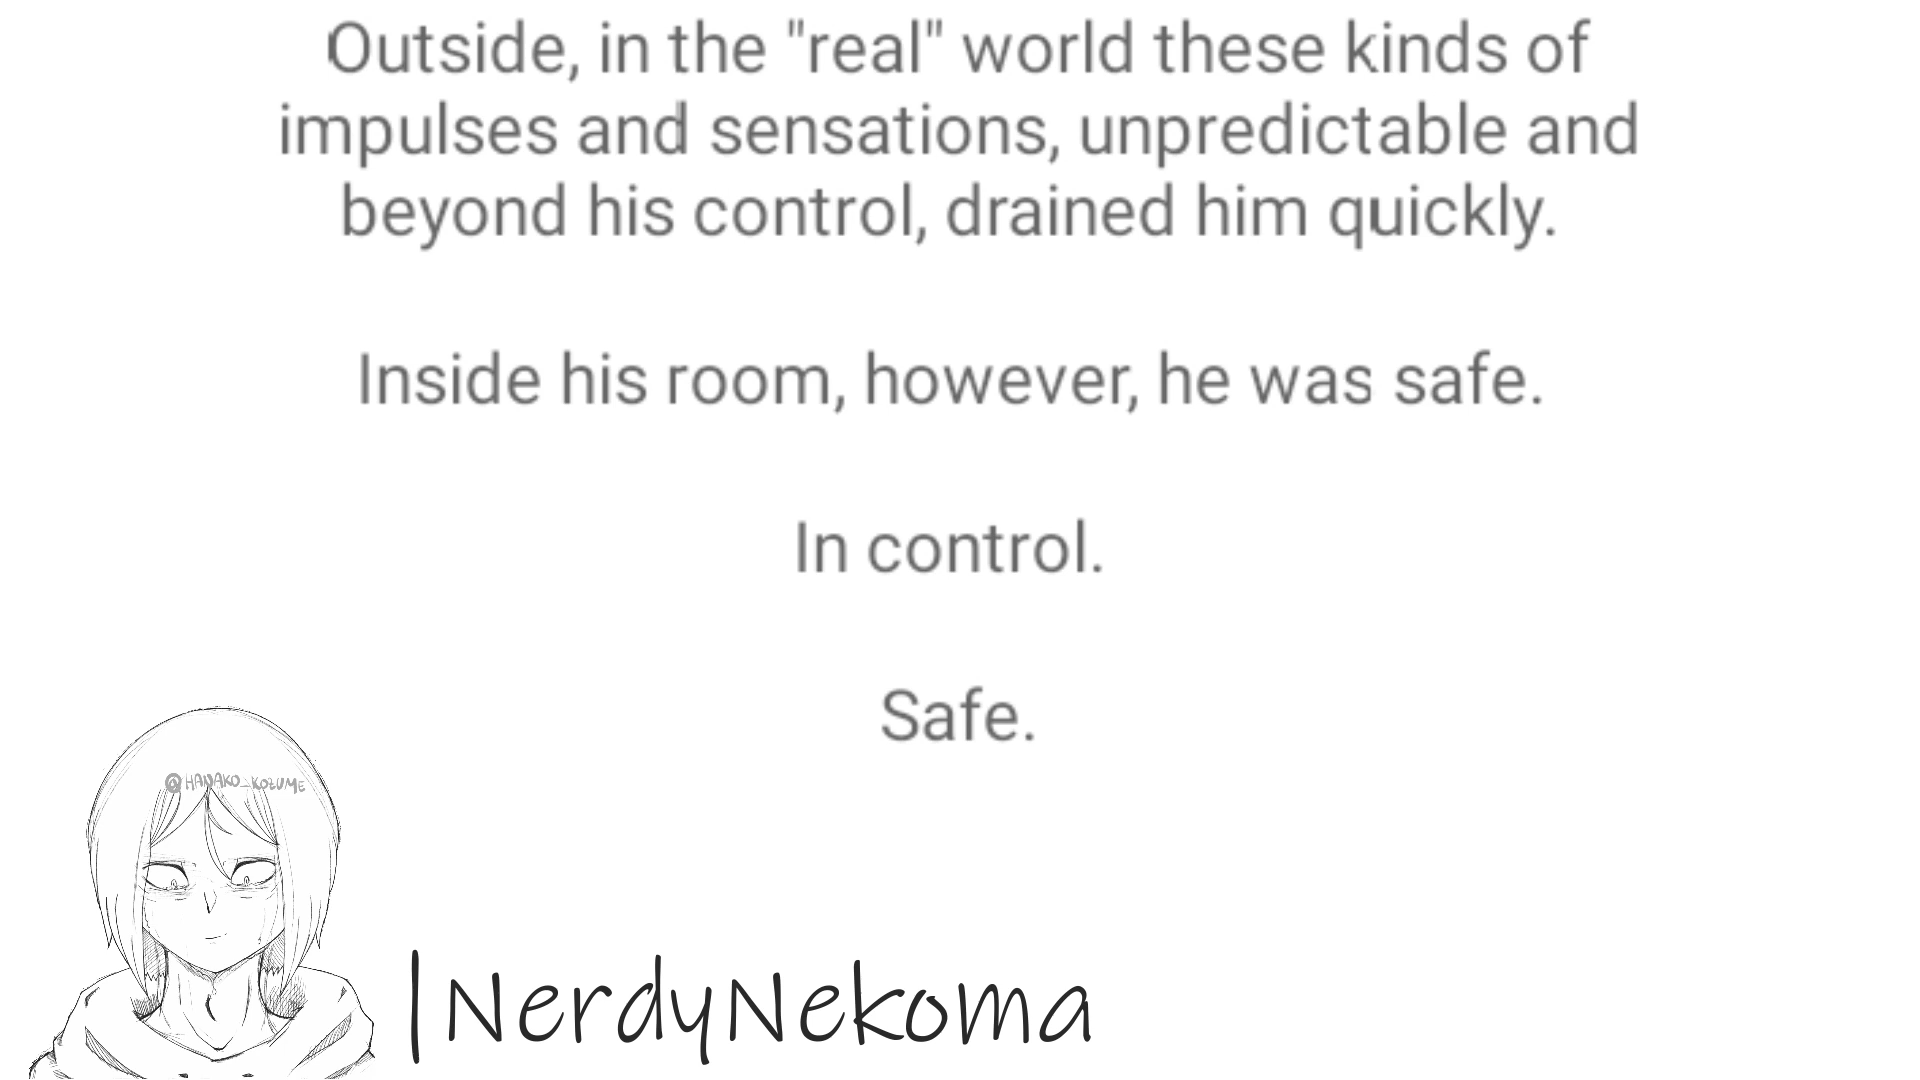 Outside, in the "real" world these kinds of
impulses and sensations, unpredictable and
beyond his control, drained him quickly.
Inside his room, however, he was safe.
In control.
Safe.
@HANAKO_KOZUME
|NerdyNekoma